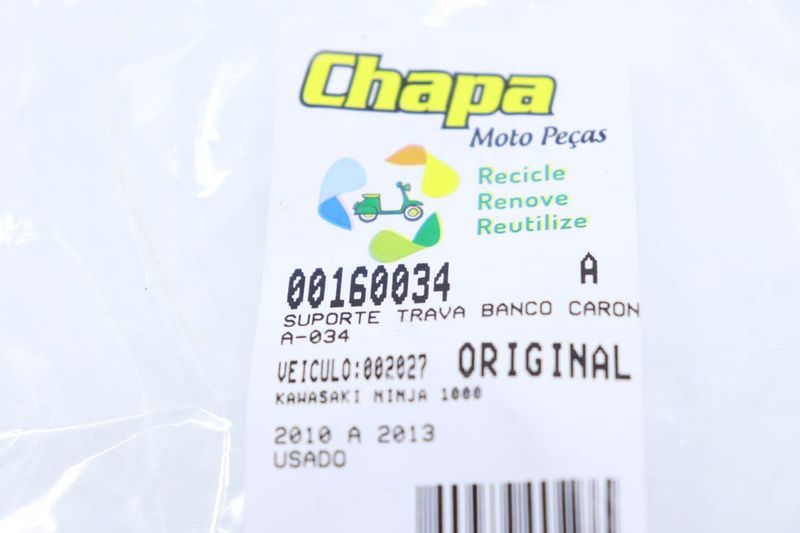 Chapa
Moto Peças
Recicle
Renove
Reutilize
00160034 A
SUPORTE TRAVA BANCO CARON
A-034
VEICULO:002027 ORIGINAL
KAWASAKI NINJA 1000
2010 A 2013
USADO